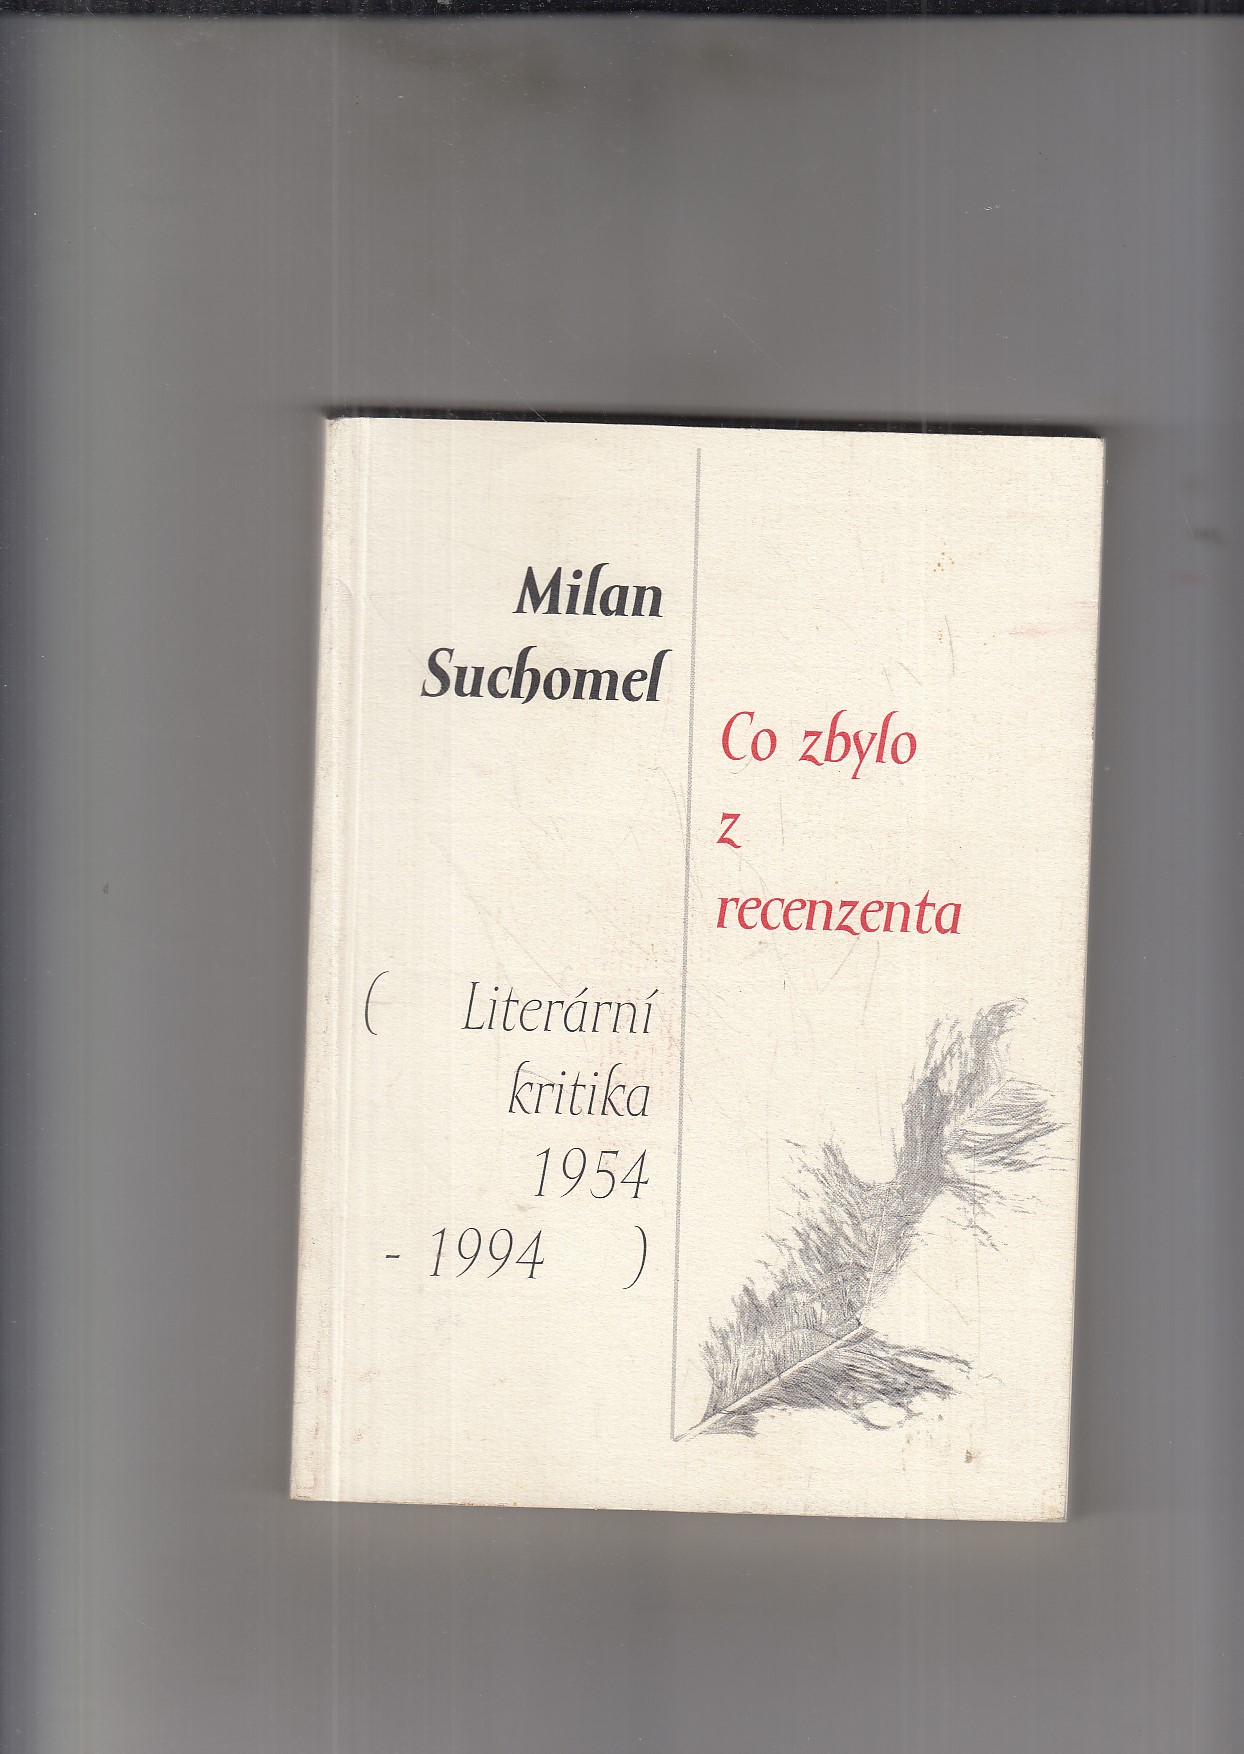 Milan
Suchomel
Co zbylo
z
recenzenta
( Literární
kritika
1954
- 1994 )